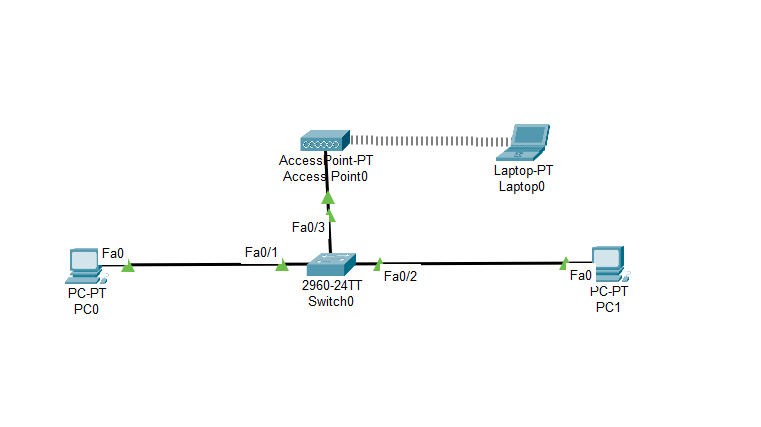 AccessPoint-PT
Access Point0
Laptop-PT
Laptop0
Fa0/3
Fa0
Fa0/1
Fa0/2
Fa0
PC-PT
PC0
2960-24TT
Switch0
PC-PT
PC1